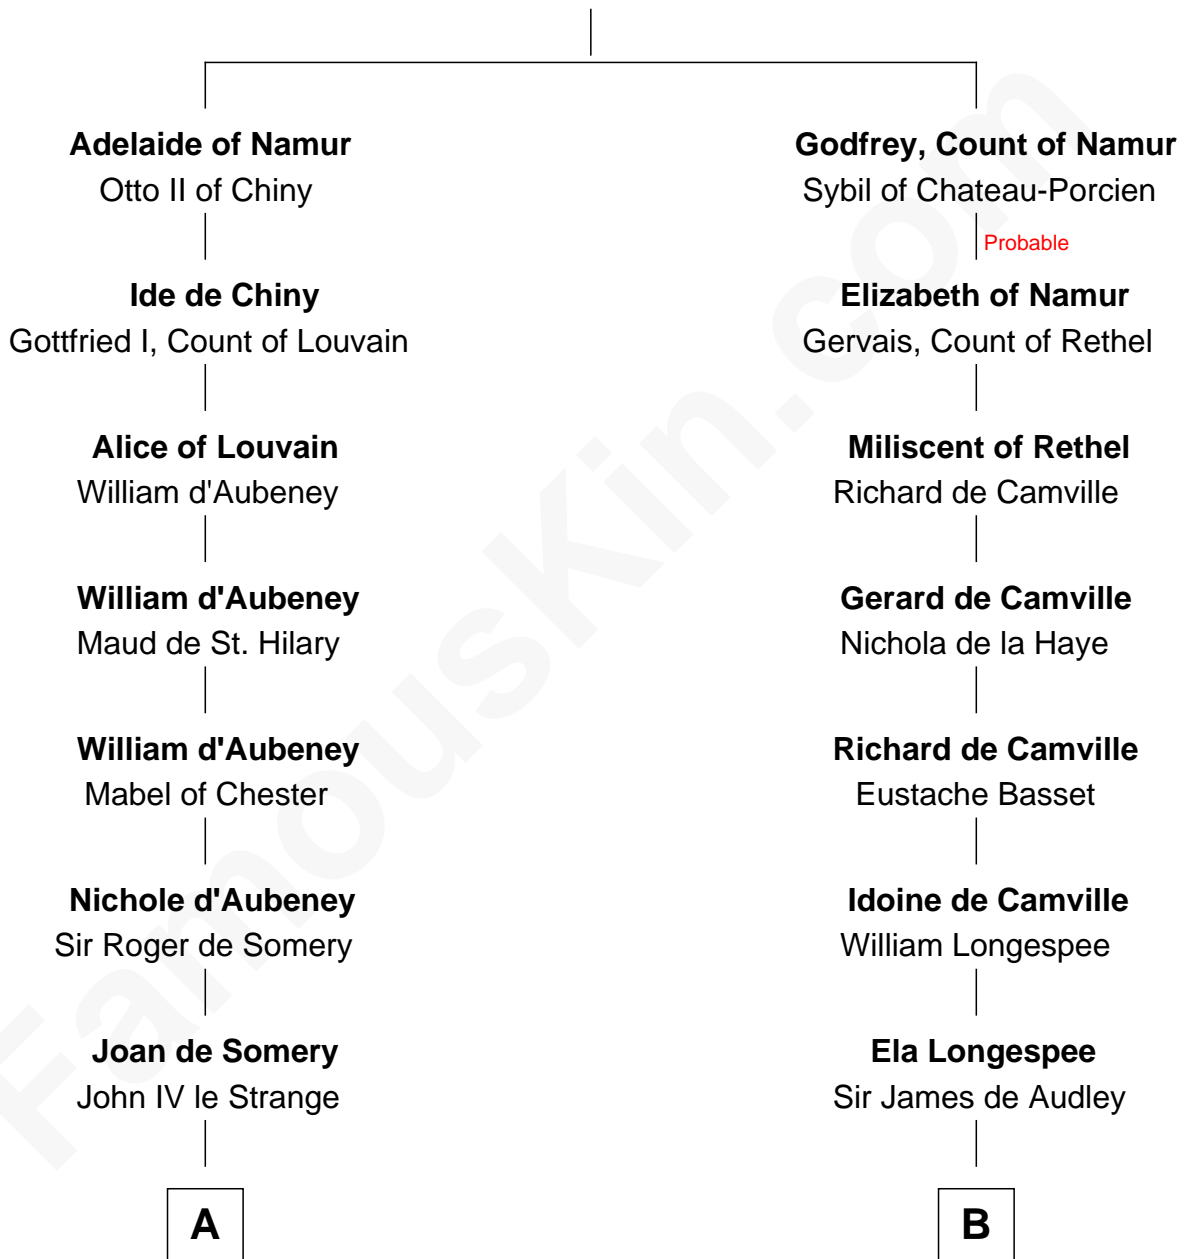 Adelaide of Namur
Otto II of Chiny
Ide de Chiny
Gottfried I, Count of Louvain
Alice of Louvain
William d'Aubeney
William d'Aubeney
Maud de St. Hilary
William d'Aubeney
Mabel of Chester
Nichole d'Aubeney
Sir Roger de Somery
Joan de Somery
John IV le Strange
A
Godfrey, Count of Namur
Sybil of Chateau-Porcien
Probable
Elizabeth of Namur
Gervais, Count of Rethel
Miliscent of Rethel
Richard de Camville
Gerard de Camville
Nichola de la Haye
Richard de Camville
Eustache Basset
Idoine de Camville
William Longespee
Ela Longespee
Sir James de Audley
B
FamousKin.com